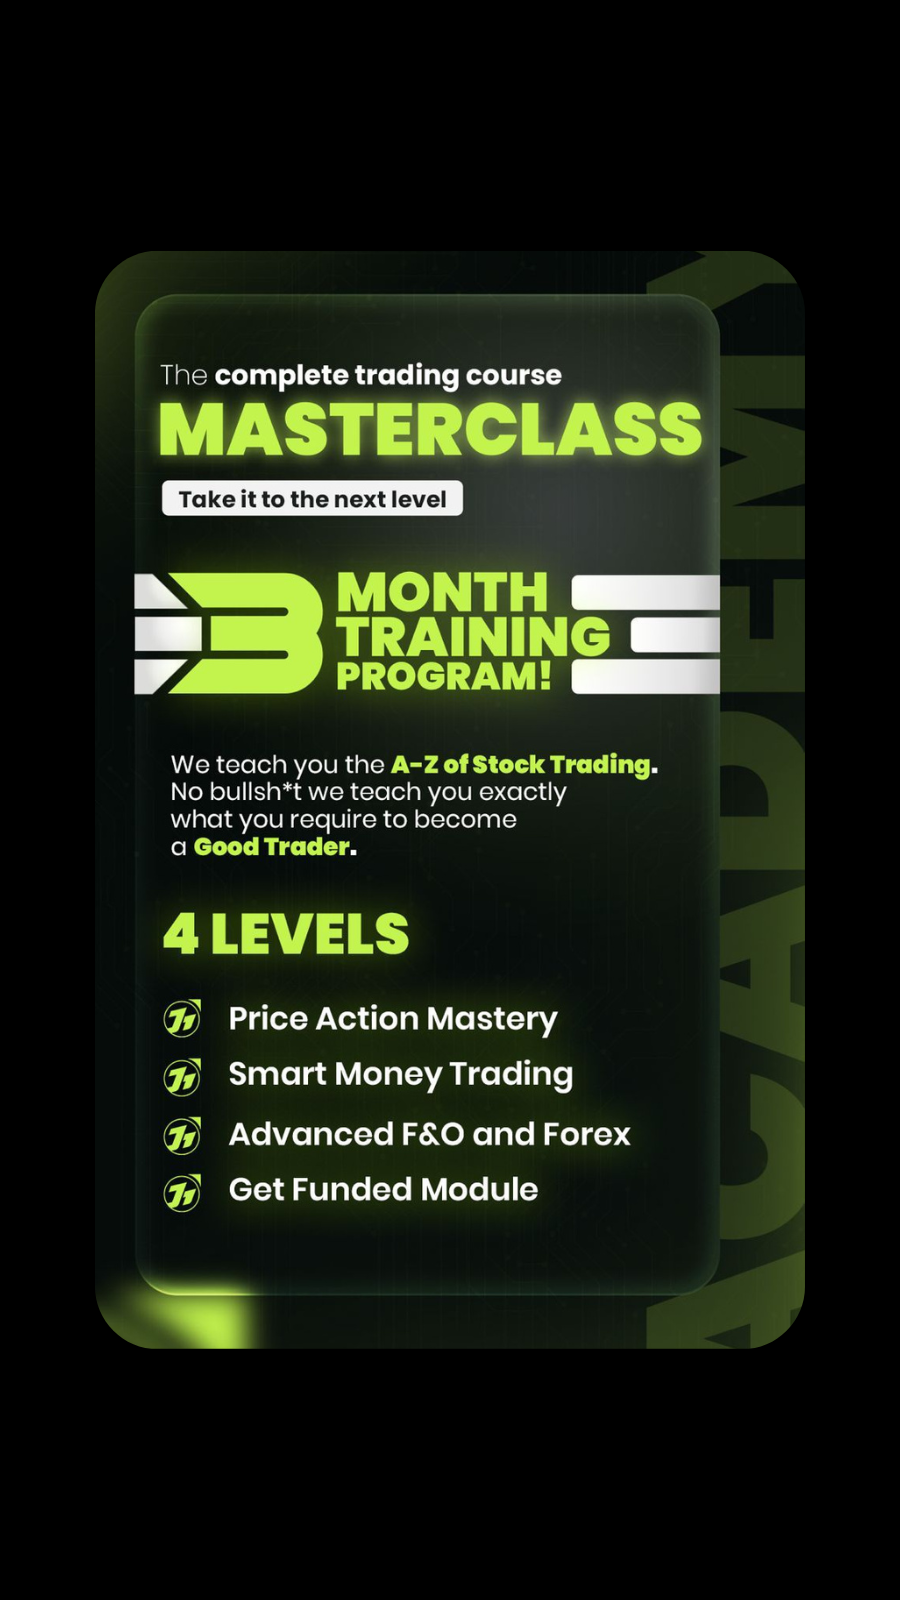 The complete trading course
MASTERCLASS
Take it to the next level
3 MONTH
TRAINING
PROGRAM!
We teach you the A-Z of Stock Trading.
No bullsh*t we teach you exactly
what you require to become
a Good Trader.
4 LEVELS
Price Action Mastery
Smart Money Trading
Advanced F&O and Forex
Get Funded Module
ACADEMY